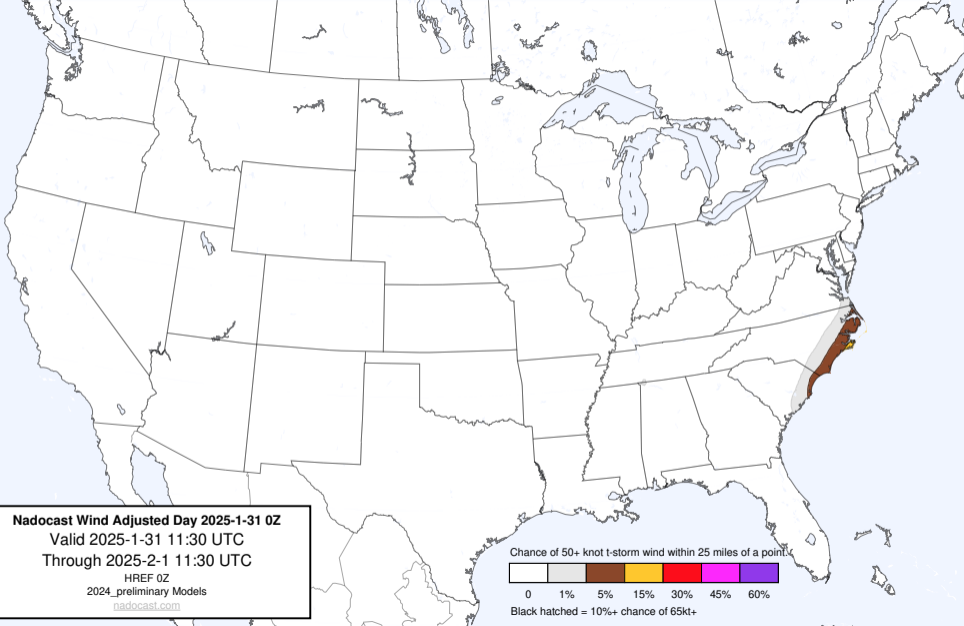 Nadocast Wind Adjusted Day 2025-1-31 0Z
Valid 2025-1-31 11:30 UTC
Through 2025-2-1 11:30 UTC
HREF 0Z
2024_preliminary Models
nadocast.com
Chance of 50+ knot t-storm wind within 25 miles of a point.
0 1% 5% 15% 30% 45% 60%
Black hatched = 10%+ chance of 65kt+